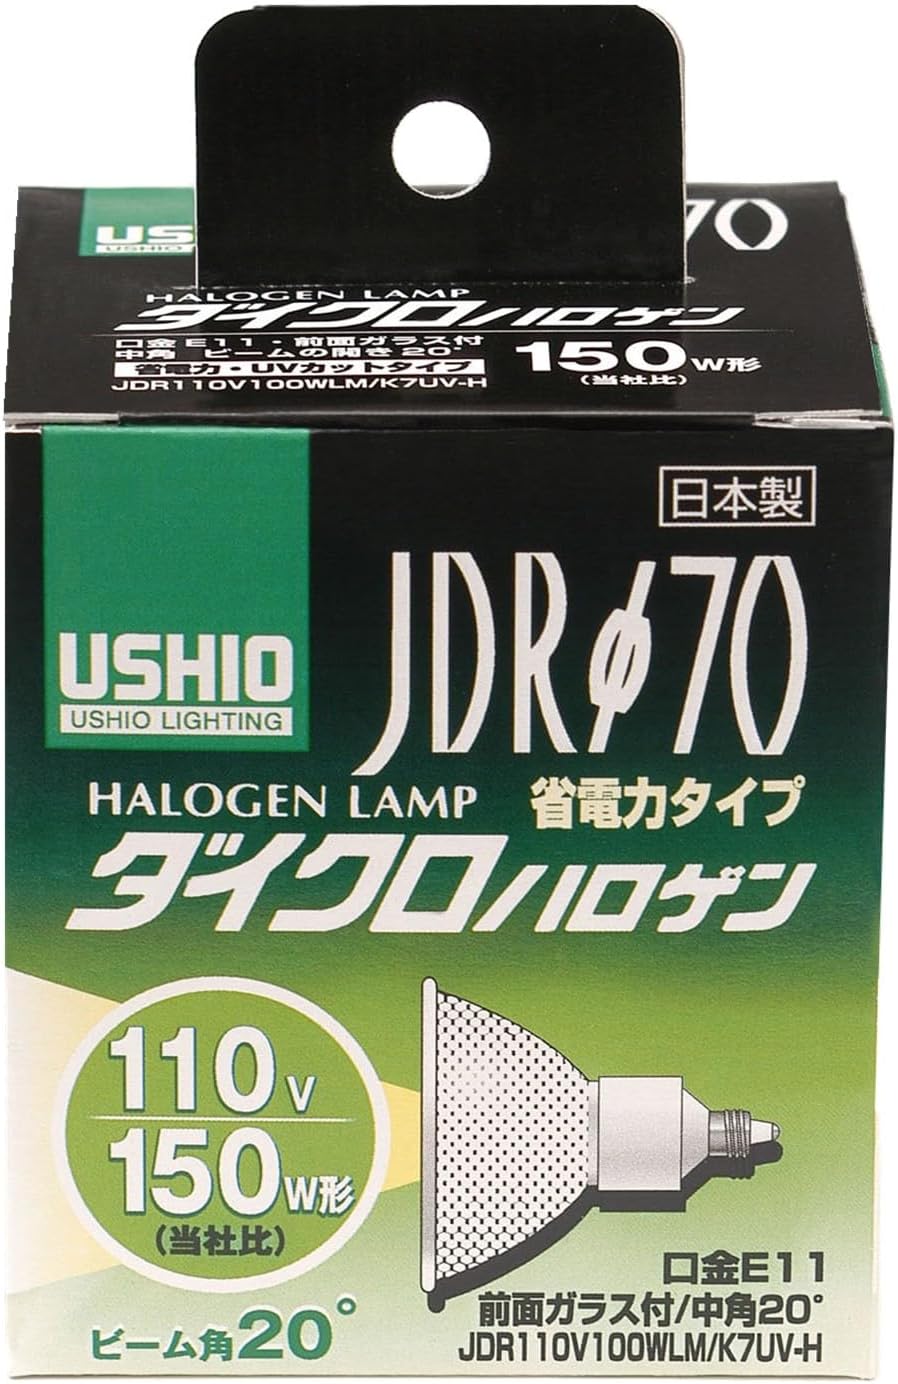 US
USHIO
70
HALOGEN LAMP
ダイクロハロゲン
口金E11・前面ガラス付
中角 ビームの開き20°
省電力・UVカットタイプ
JDR110V100WLM/K7UV-H
150W形
(当社比)
日本製
USHIO
USHIO LIGHTING
JDRφ70
HALOGEN LAMP
省電力タイプ
ダイクロハロゲン
110V
150W形
(当社比)
ビーム角20°
口金E11
前面ガラス付/中角20°
JDR110V100WLM/K7UV-H